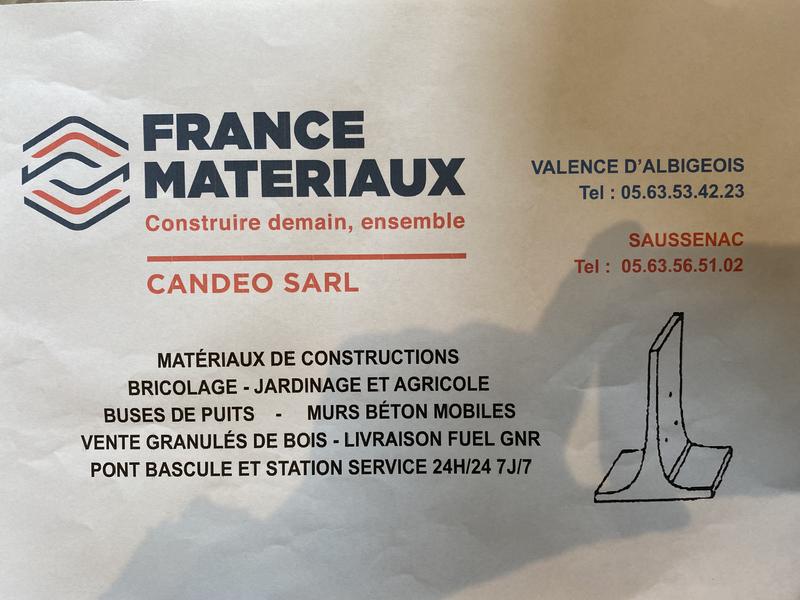 FRANCE
MATERIAUX
Construire demain, ensemble
CANDEO SARL
VALENCE D'ALBIGEOIS
Tel : 05.63.53.42.23
SAUSSENAC
Tel : 05.63.56.51.02
MATÉRIAUX DE CONSTRUCTIONS
BRICOLAGE - JARDINAGE ET AGRICOLE
BUSES DE PUITS - MURS BÉTON MOBILES
VENTE GRANULÉS DE BOIS - LIVRAISON FUEL GNR
PONT BASCULE ET STATION SERVICE 24H/24 7J/7